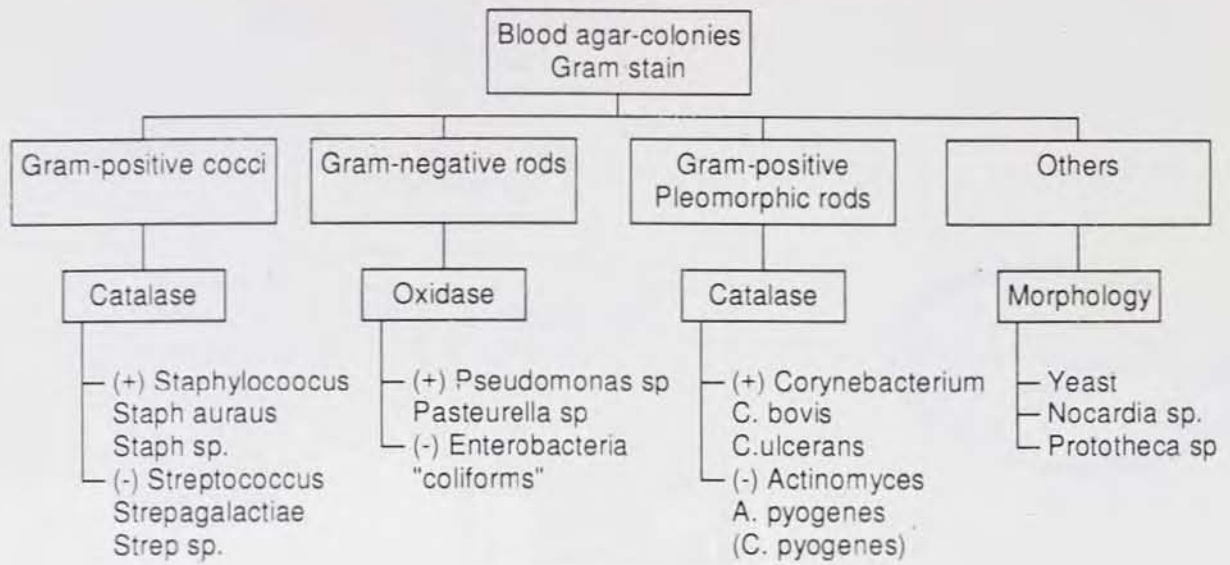 Blood agar-colonies
Gram stain
Gram-positive cocci
Gram-negative rods
Gram-positive
Pleomorphic rods
Others
Catalase
Oxidase
Catalase
Morphology
(+) Staphylocoocus
Staph auraus
Staph sp.
(-) Streptococcus
Strepagalactiae
Strep sp.
(+) Pseudomonas sp
Pasteurella sp
(-) Enterobacteria
"coliforms"
(+) Corynebacterium
C. bovis
C.ulcerans
(-) Actinomyces
A. pyogenes
(C. pyogenes)
Yeast
Nocardia sp.
Prototheca sp